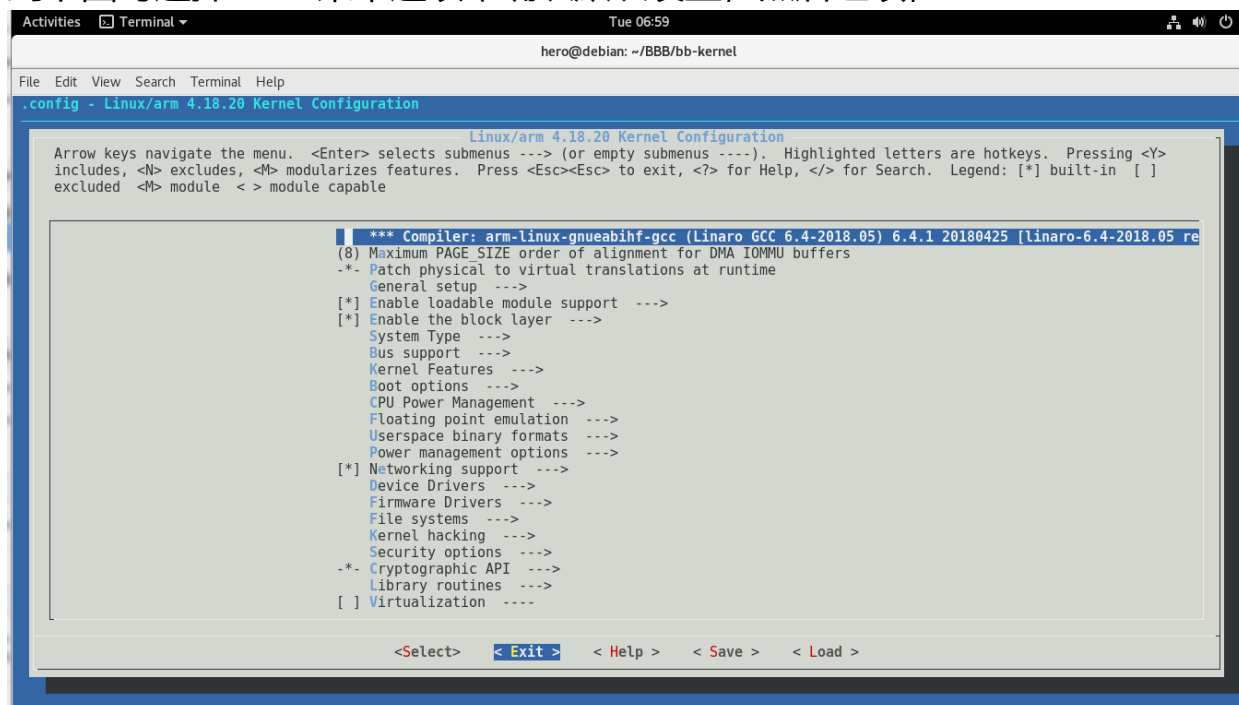 Activities Terminal Tue 06:59
hero@debian: ~/BBB/bb-kernel
File Edit View Search Terminal Help
.config - Linux/arm 4.18.20 Kernel Configuration
Linux/arm 4.18.20 Kernel Configuration
Arrow keys navigate the menu. <Enter> selects submenus ---> (or empty submenus ----). Highlighted letters are hotkeys. Pressing <Y>
includes, <N> excludes, <M> modularizes features. Press <Esc><Esc> to exit, <?> for Help, </> for Search. Legend: [*] built-in [ ]
excluded <M> module < > module capable
*** Compiler: arm-linux-gnueabihf-gcc (Linaro GCC 6.4-2018.05) 6.4.1 20180425 [linaro-6.4-2018.05 re
(8) Maximum PAGE_SIZE order of alignment for DMA IOMMU buffers
-*- Patch physical to virtual translations at runtime
General setup --->
[*] Enable loadable module support --->
[*] Enable the block layer --->
System Type --->
Bus support --->
Kernel Features --->
Boot options --->
CPU Power Management --->
Floating point emulation --->
Userspace binary formats --->
Power management options --->
[*] Networking support --->
Device Drivers --->
Firmware Drivers --->
File systems --->
Kernel hacking --->
Security options --->
-*- Cryptographic API --->
Library routines --->
[ ] Virtualization ----
<Select> < Exit > < Help > < Save > < Load >